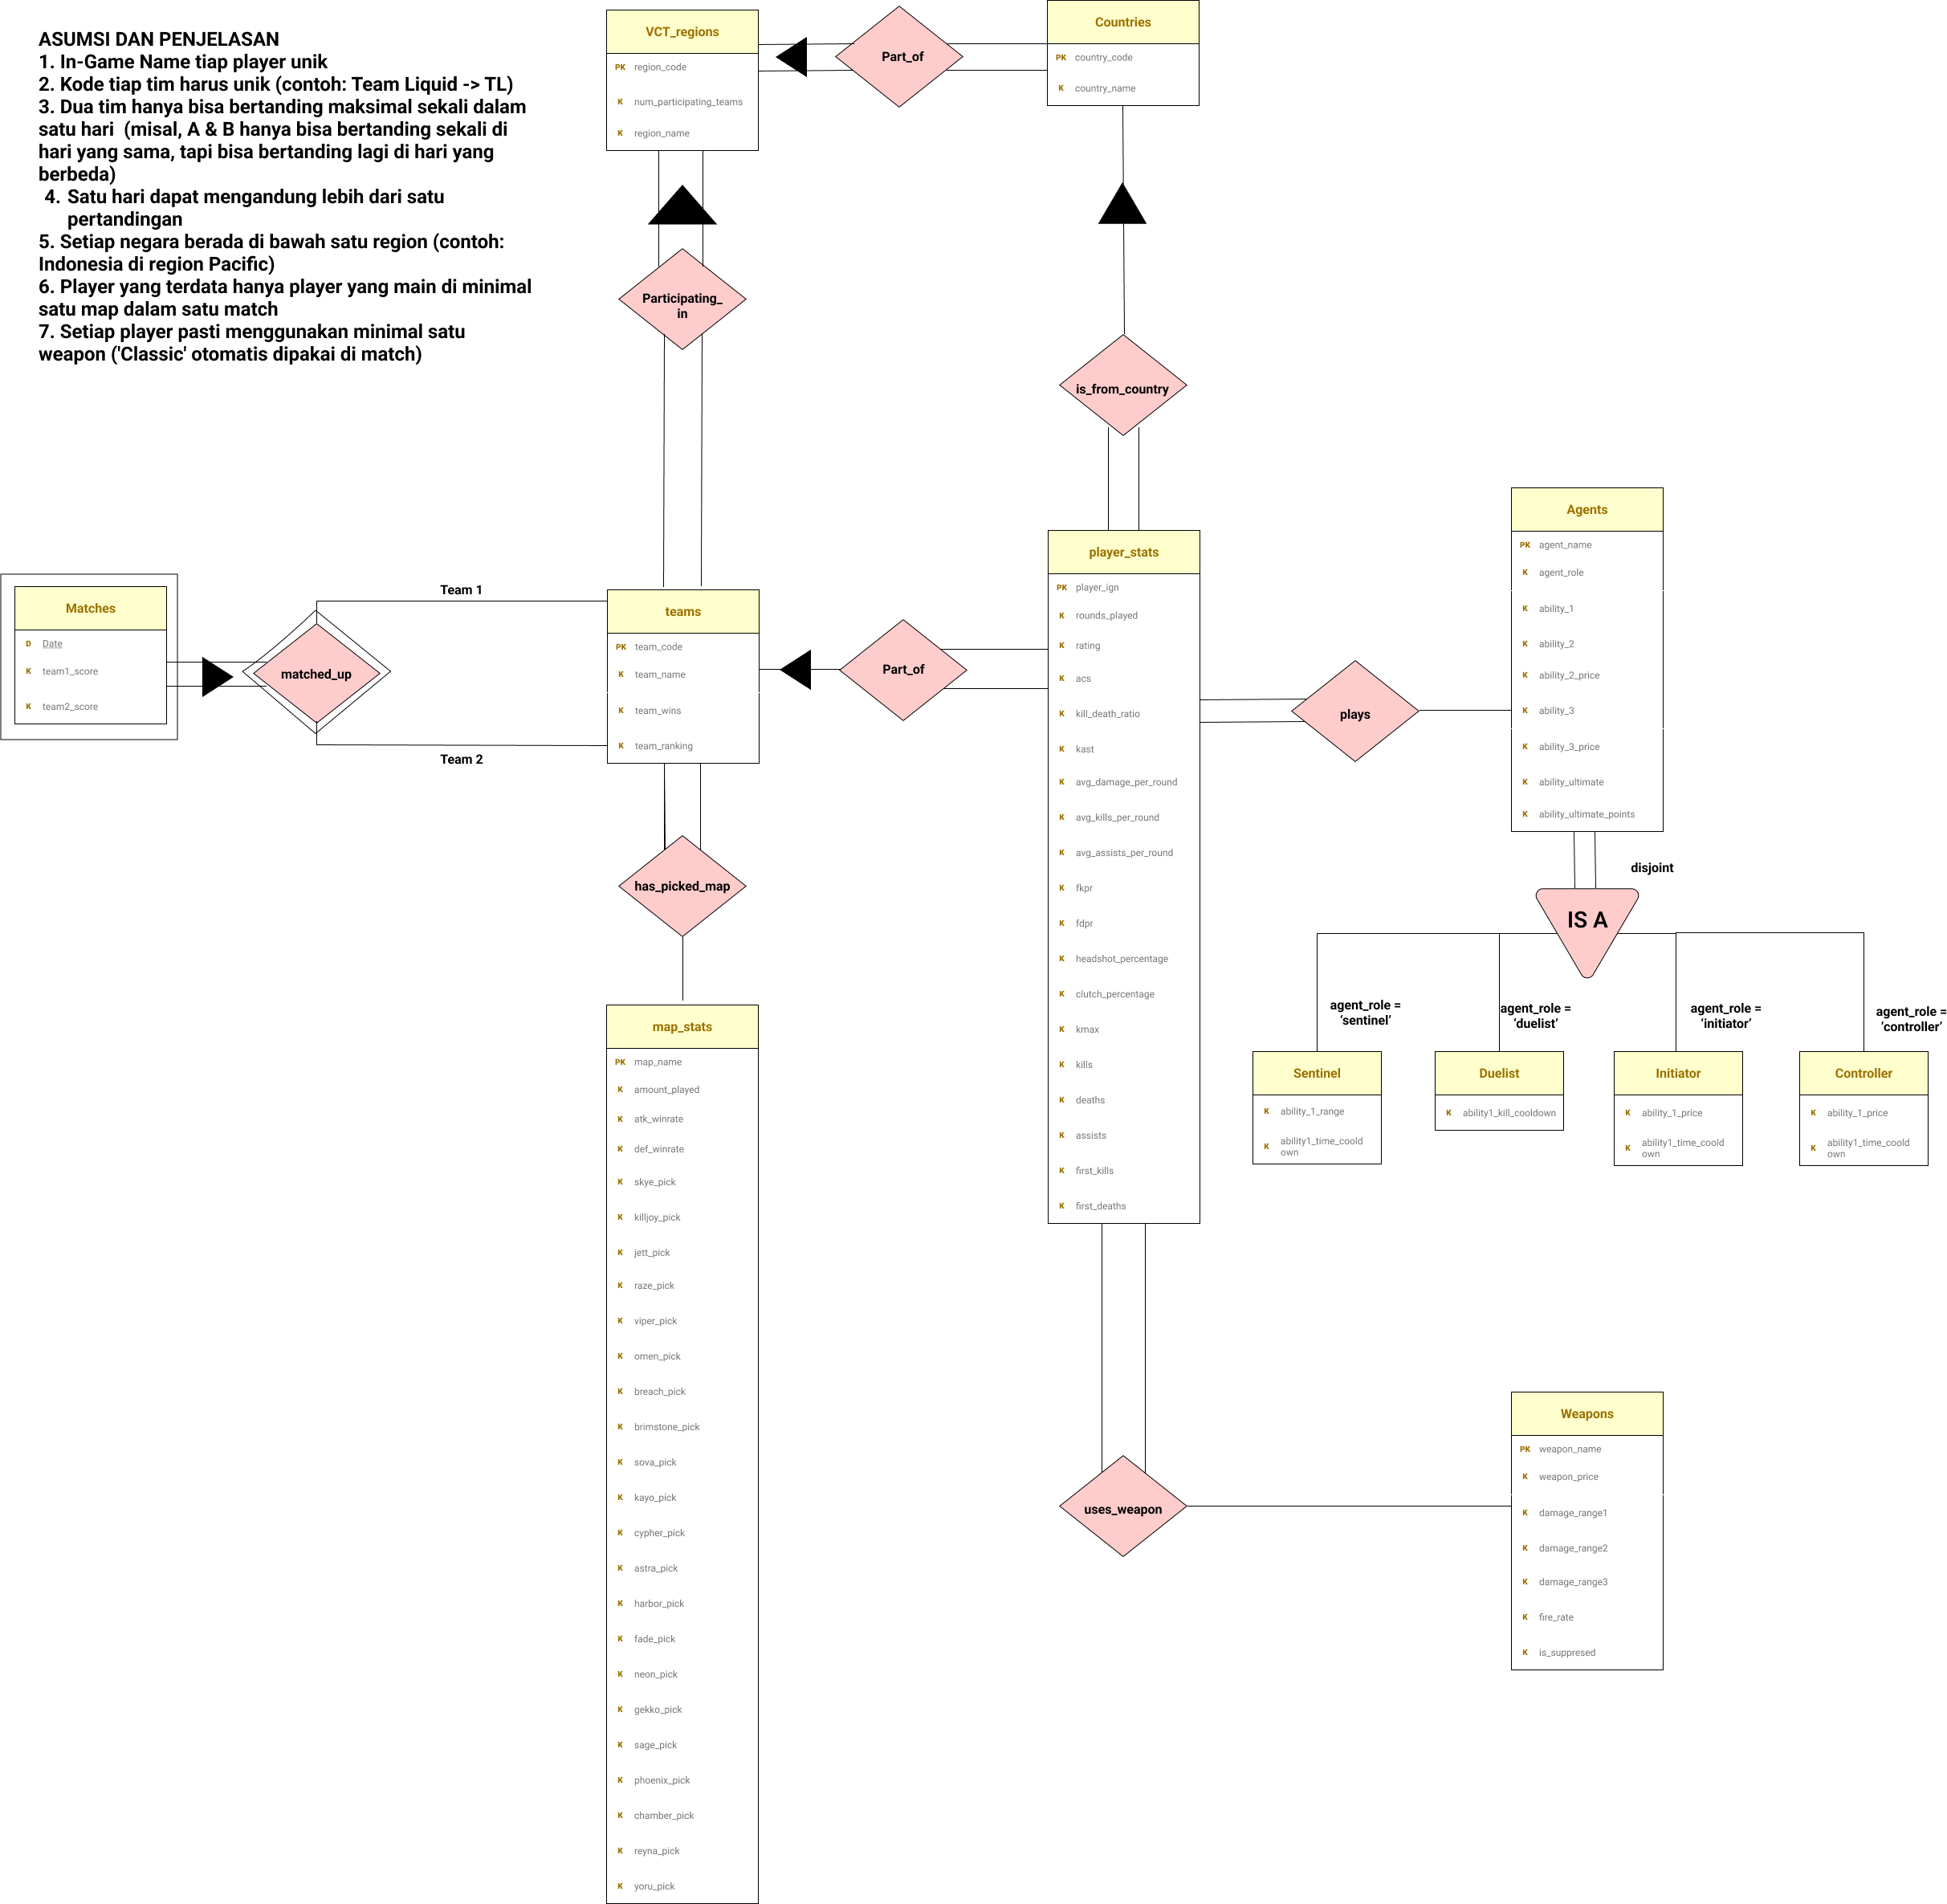 ASUMSI DAN PENJELASAN
1. In-Game Name tiap player unik
2. Kode tiap tim harus unik (contoh: Team Liquid -> TL)
3. Dua tim hanya bisa bertanding maksimal sekali dalam
satu hari (misal, A & B hanya bisa bertanding sekali di
hari yang sama, tapi bisa bertanding lagi di hari yang
berbeda)
4. Satu hari dapat mengandung lebih dari satu
pertandingan
5. Setiap negara berada di bawah satu region (contoh:
Indonesia di region Pacific)
6. Player yang terdata hanya player yang main di minimal
satu map dalam satu match
7. Setiap player pasti menggunakan minimal satu
weapon ('Classic' otomatis dipakai di match)
VCT_regions
PK region_code
K num_participating_teams
K region_name
Part_of
Countries
PK country_code
K country_name
Participating_
in
is_from_country
Matches
D Date
K team1_score
K team2_score
matched_up
Team 1
Team 2
teams
PK team_code
K team_name
K team_wins
K team_ranking
Part_of
player_stats
PK player_ign
K rounds_played
K rating
K acs
K kill_death_ratio
K kast
K avg_damage_per_round
K avg_kills_per_round
K avg_assists_per_round
K fkpr
K fdpr
K headshot_percentage
K clutch_percentage
K kmax
K kills
K deaths
K assists
K first_kills
K first_deaths
plays
Agents
PK agent_name
K agent_role
K ability_1
K ability_2
K ability_2_price
K ability_3
K ability_3_price
K ability_ultimate
K ability_ultimate_points
disjoint
IS A
agent_role =
‘sentinel’
agent_role =
‘duelist’
agent_role =
‘initiator’
agent_role =
‘controller’
Sentinel
K ability_1_range
K ability1_time_coold
own
Duelist
K ability1_kill_cooldown
Initiator
K ability_1_price
K ability1_time_coold
own
Controller
K ability_1_price
K ability1_time_coold
own
has_picked_map
map_stats
PK map_name
K amount_played
K atk_winrate
K def_winrate
K skye_pick
K killjoy_pick
K jett_pick
K raze_pick
K viper_pick
K omen_pick
K breach_pick
K brimstone_pick
K sova_pick
K kayo_pick
K cypher_pick
K astra_pick
K harbor_pick
K fade_pick
K neon_pick
K gekko_pick
K sage_pick
K phoenix_pick
K chamber_pick
K reyna_pick
K yoru_pick
uses_weapon
Weapons
PK weapon_name
K weapon_price
K damage_range1
K damage_range2
K damage_range3
K fire_rate
K is_suppresed